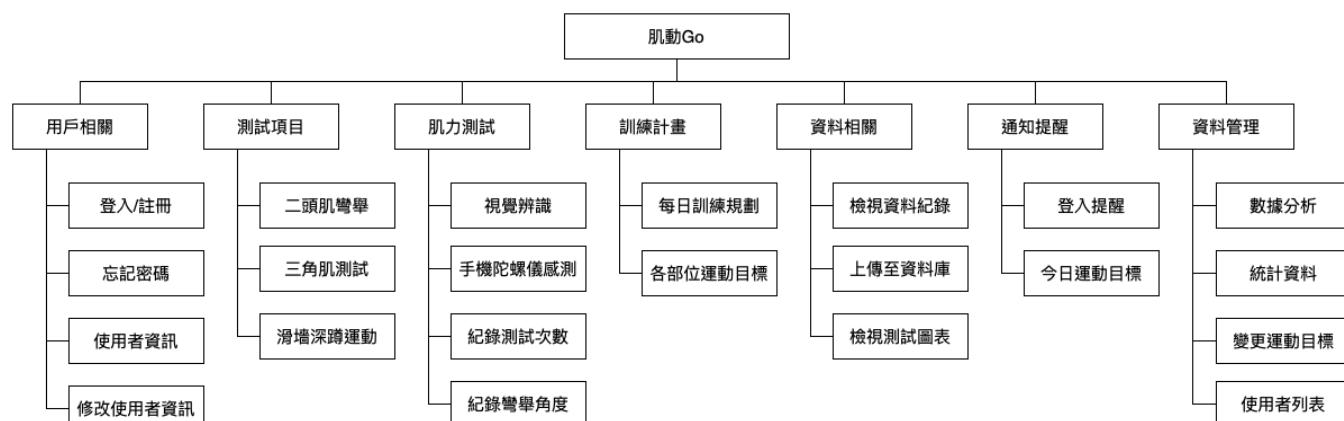 肌動Go
用戶相關
測試項目
肌力測試
訓練計畫
資料相關
通知提醒
資料管理
登入/註冊
二頭肌彎舉
視覺辨識
每日訓練規劃
檢視資料紀錄
登入提醒
數據分析
忘記密碼
三角肌測試
手機陀螺儀感測
各部位運動目標
上傳至資料庫
今日運動目標
統計資料
使用者資訊
滑墻深蹲運動
紀錄測試次數
檢視測試圖表
變更運動目標
修改使用者資訊
紀錄彎舉角度
使用者列表